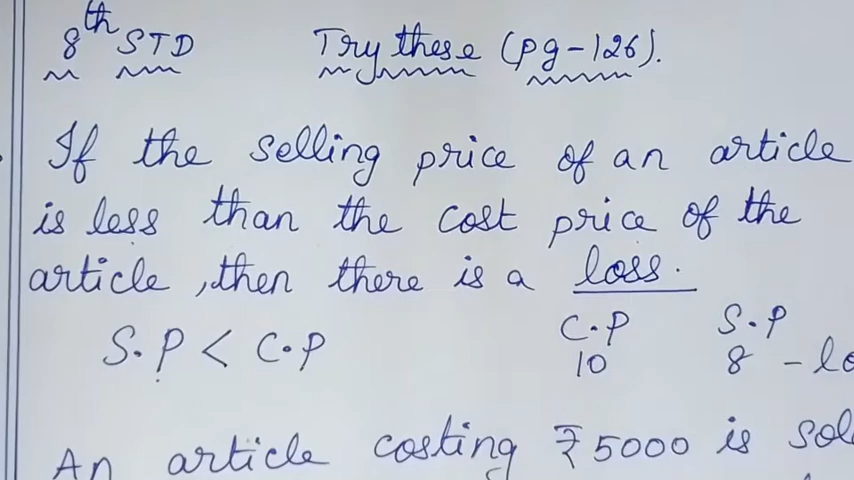 8th STD Try these (pg-126).
If the selling price of an article
is less than the cost price of the
article, then there is a loss.
C.P S.P
S.P < C.P 10 8 -
An article costing ₹5000 is